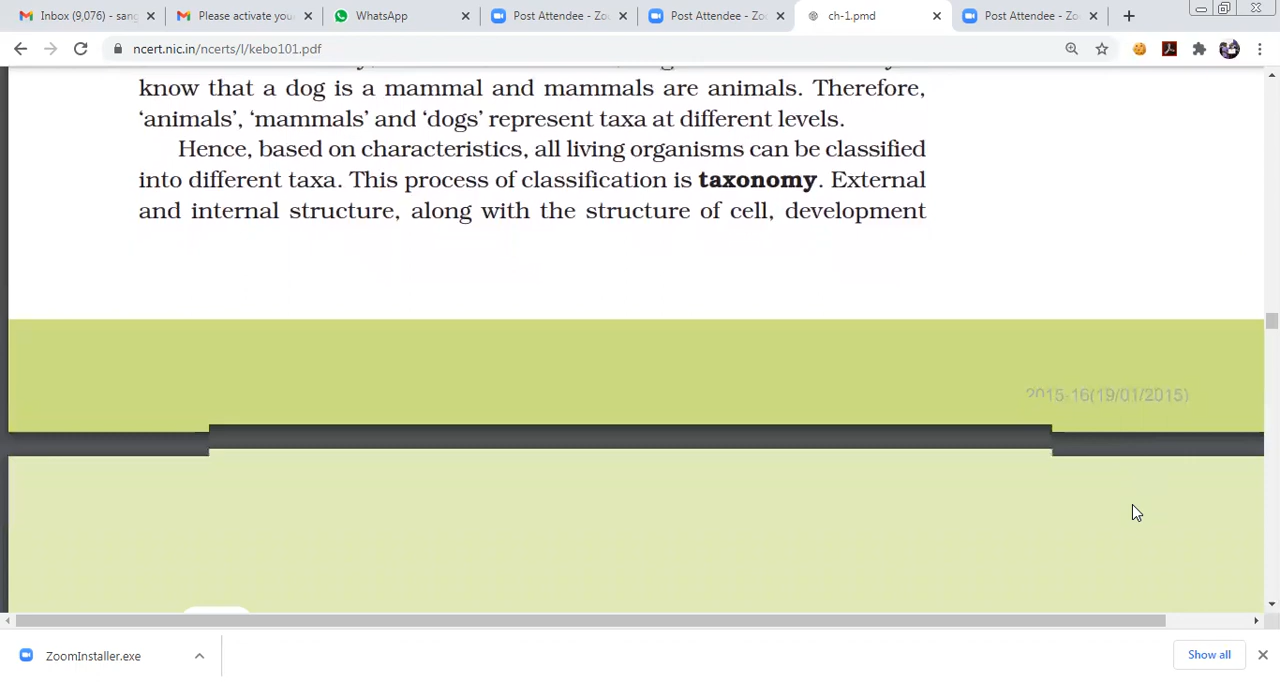 Inbox (9,076) - san
Please activate you
WhatsApp
Post Attendee - Zo
Post Attendee - Zo
ch-1.pmd
Post Attendee - Zo
ncert.nic.in/ncerts/l/kebo101.pdf
know that a dog is a mammal and mammals are animals. Therefore,
‘animals’, ‘mammals’ and ‘dogs’ represent taxa at different levels.
Hence, based on characteristics, all living organisms can be classified
into different taxa. This process of classification is taxonomy. External
and internal structure, along with the structure of cell, development
2015-16(19/01/2015)
ZoomInstaller.exe
Show all